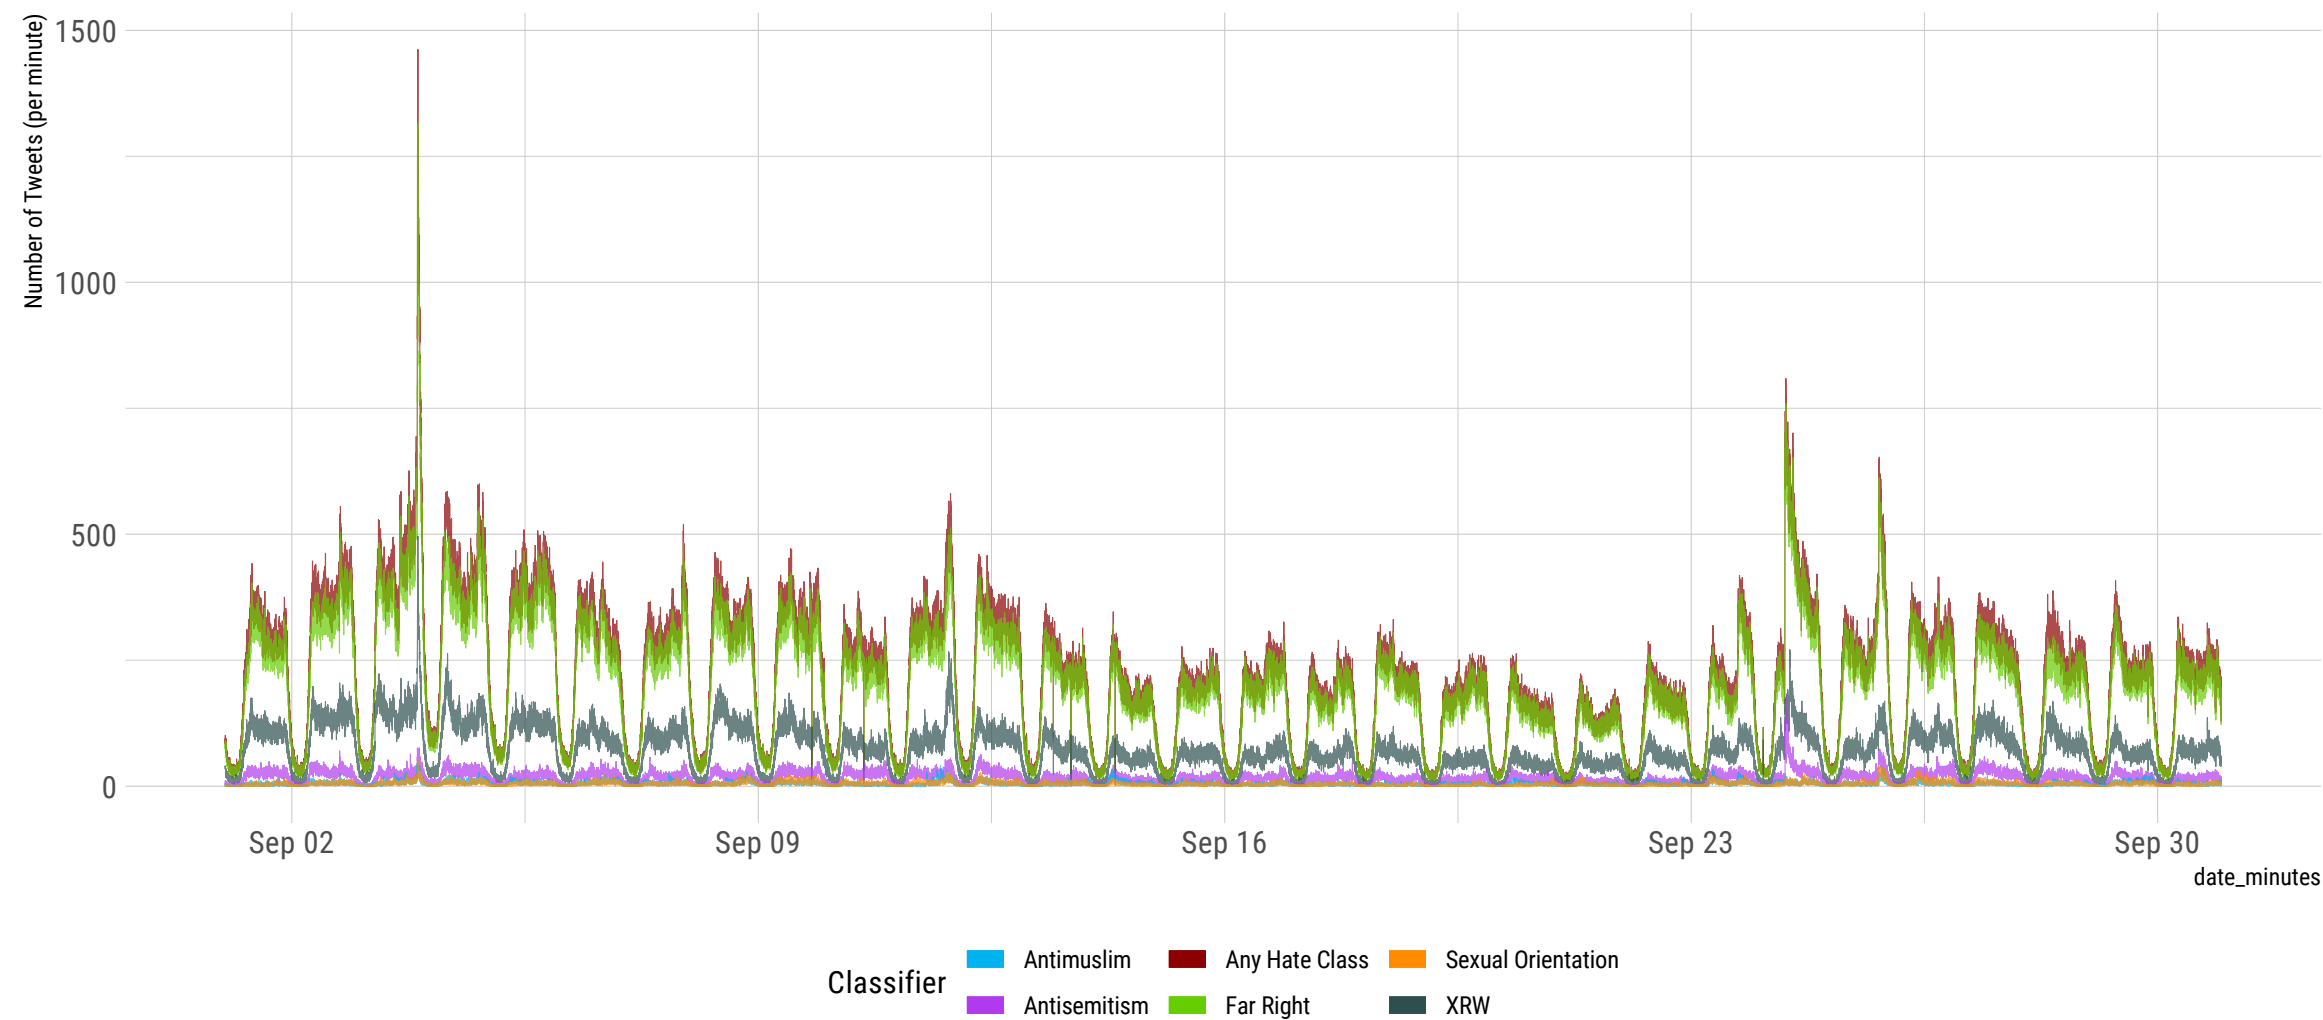 Number of Tweets (per minute)
1500
1000
500
0
Sep 02 Sep 09 Sep 16 Sep 23 Sep 30
date_minutes
Classifier
Antimuslim Any Hate Class Sexual Orientation
Antisemitism Far Right XRW